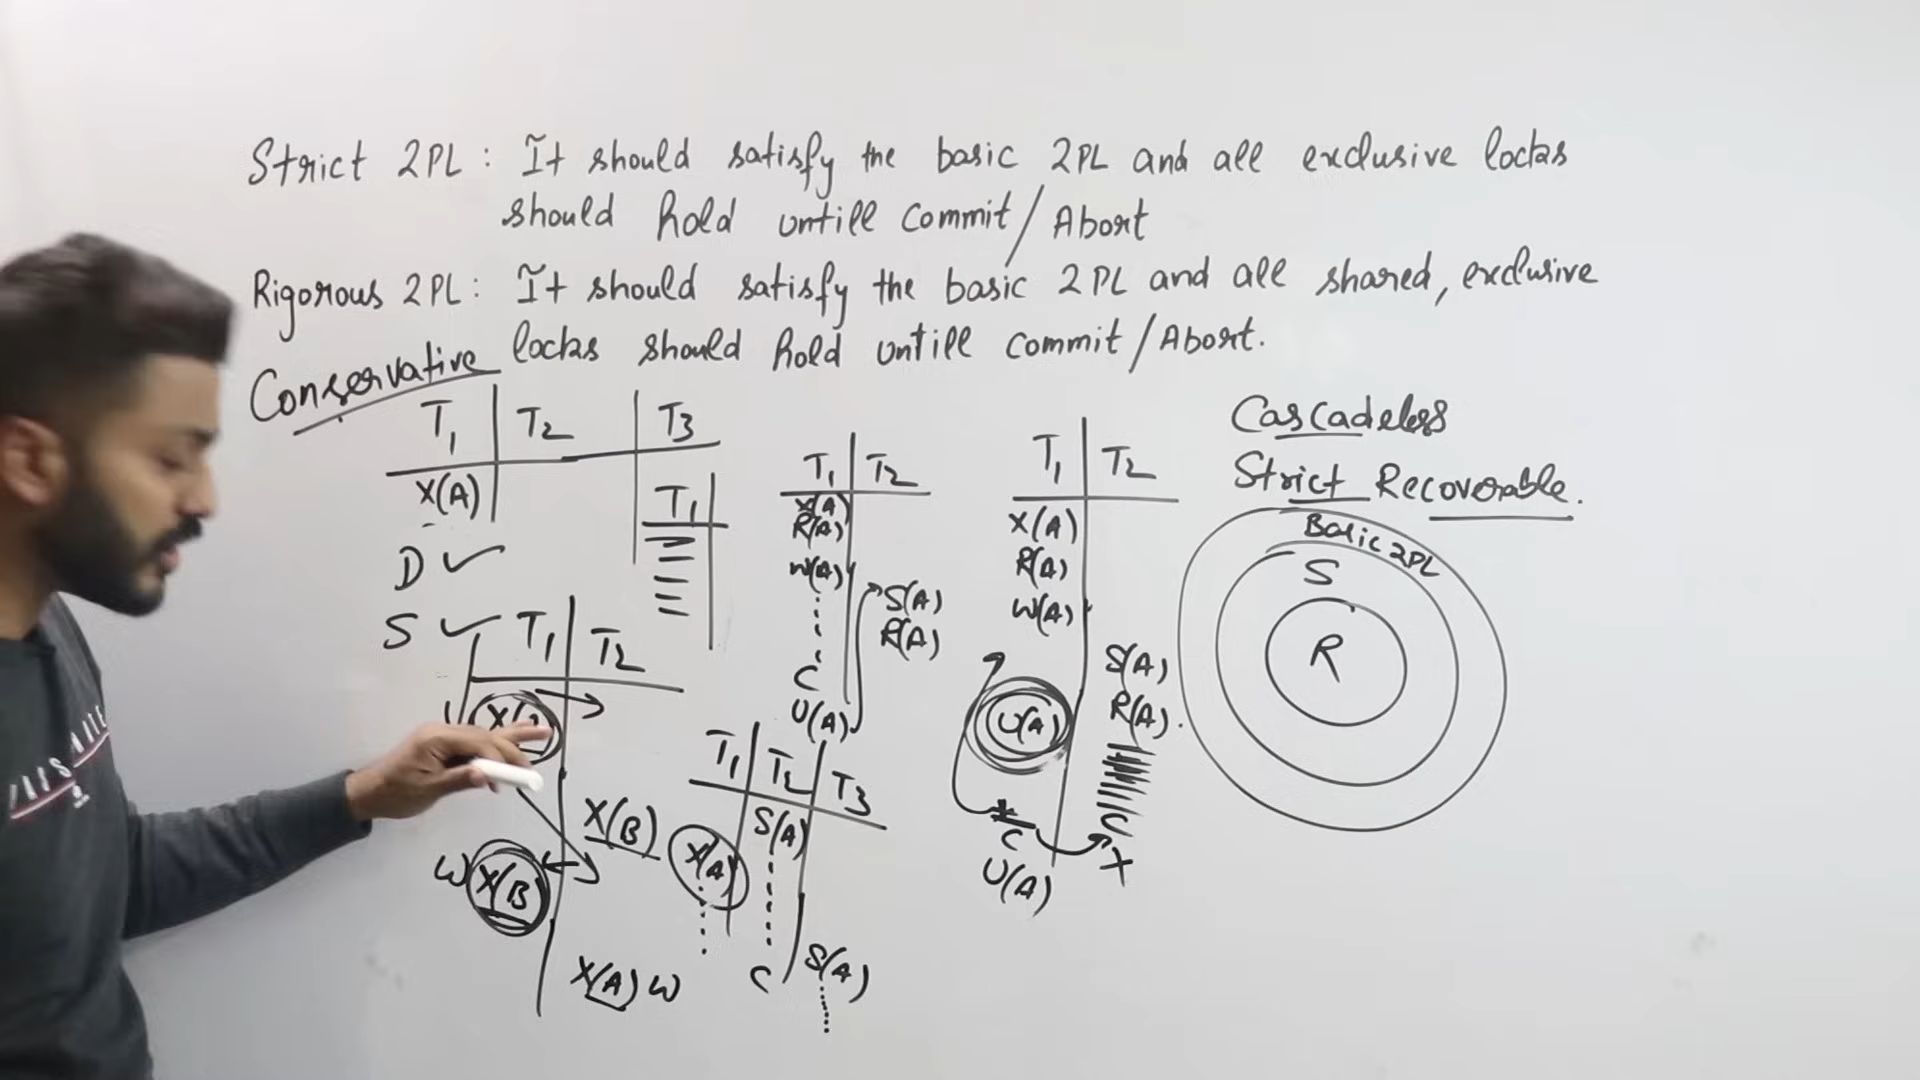 Strict 2PL : It should satisfy the basic 2PL and all exclusive locks
should hold untill Commit/Abort
Rigorous 2PL : It should satisfy the basic 2PL and all shared, exclusive
locks should hold untill commit/Abort.
Conservative
T1 T2 T3
X(A)
D ✓
S ✓
T1
T1 T2
X(B)
W X(B)
X(A) W
T1 T2
X(A)
R(A)
W(A)
S(A)
R(A)
C
U(A)
T1 T2 T3
S(A)
X(A)
C
S(A)
T1 T2
X(A)
R(A)
W(A)
S(A)
R(A).
U(A)
C
C
U(A)
Cascadeless
Strict Recoverable.
Basic 2PL
S
R